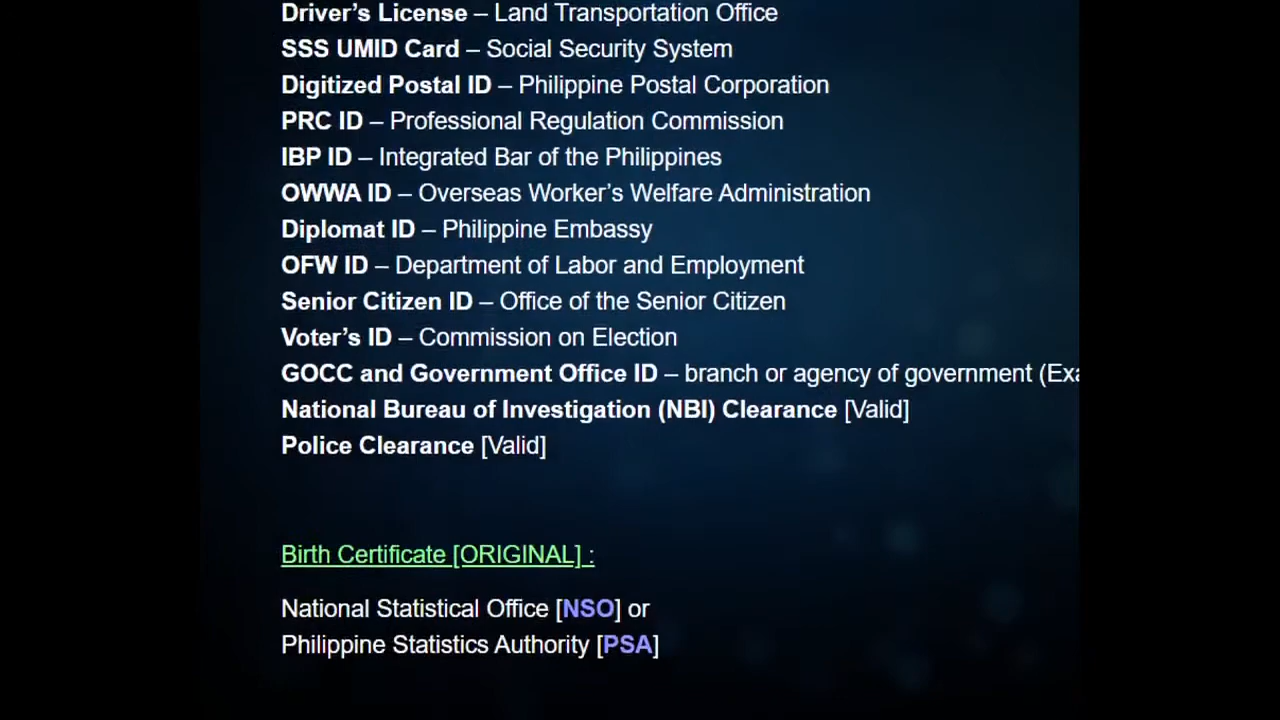 Driver’s License – Land Transportation Office
SSS UMID Card – Social Security System
Digitized Postal ID – Philippine Postal Corporation
PRC ID – Professional Regulation Commission
IBP ID – Integrated Bar of the Philippines
OWWA ID – Overseas Worker’s Welfare Administration
Diplomat ID – Philippine Embassy
OFW ID – Department of Labor and Employment
Senior Citizen ID – Office of the Senior Citizen
Voter’s ID – Commission on Election
GOCC and Government Office ID – branch or agency of government
National Bureau of Investigation (NBI) Clearance [Valid]
Police Clearance [Valid]
Birth Certificate [ORIGINAL] :
National Statistical Office [NSO] or
Philippine Statistics Authority [PSA]